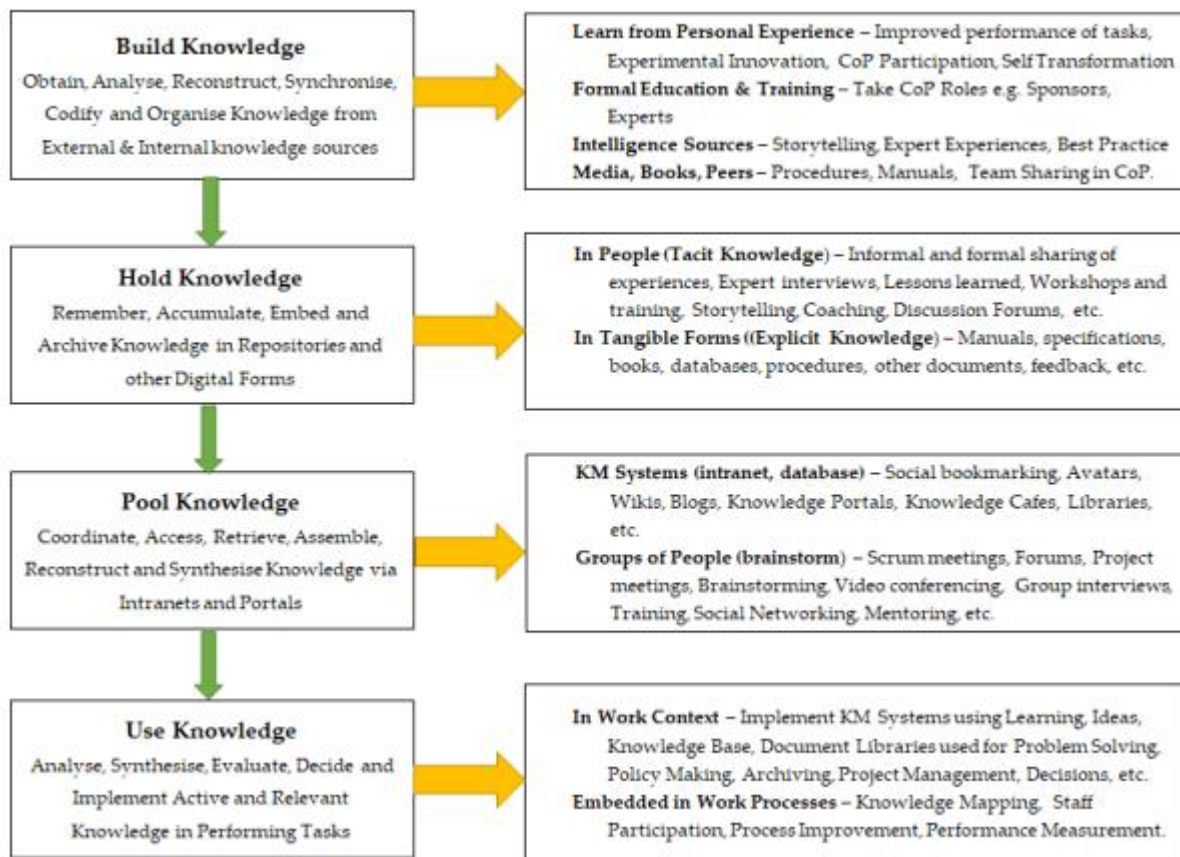 Build Knowledge
Obtain, Analyse, Reconstruct, Synchronise,
Codify and Organise Knowledge from
External & Internal knowledge sources
Learn from Personal Experience – Improved performance of tasks,
Experimental Innovation, CoP Participation, Self Transformation
Formal Education & Training – Take CoP Roles e.g. Sponsors,
Experts
Intelligence Sources – Storytelling, Expert Experiences, Best Practice
Media, Books, Peers – Procedures, Manuals, Team Sharing in CoP.
Hold Knowledge
Remember, Accumulate, Embed and
Archive Knowledge in Repositories and
other Digital Forms
In People (Tacit Knowledge) – Informal and formal sharing of
experiences, Expert interviews, Lessons learned, Workshops and
training, Storytelling, Coaching, Discussion Forums, etc.
In Tangible Forms ((Explicit Knowledge) – Manuals, specifications,
books, databases, procedures, other documents, feedback, etc.
Pool Knowledge
Coordinate, Access, Retrieve, Assemble,
Reconstruct and Synthesise Knowledge via
Intranets and Portals
KM Systems (intranet, database) – Social bookmarking, Avatars,
Wikis, Blogs, Knowledge Portals, Knowledge Cafes, Libraries,
etc.
Groups of People (brainstorm) – Scrum meetings, Forums, Project
meetings, Brainstorming, Video conferencing, Group interviews,
Training, Social Networking, Mentoring, etc.
Use Knowledge
Analyse, Synthesise, Evaluate, Decide and
Implement Active and Relevant
Knowledge in Performing Tasks
In Work Context – Implement KM Systems using Learning, Ideas,
Knowledge Base, Document Libraries used for Problem Solving,
Policy Making, Archiving, Project Management, Decisions, etc.
Embedded in Work Processes – Knowledge Mapping, Staff
Participation, Process Improvement, Performance Measurement.